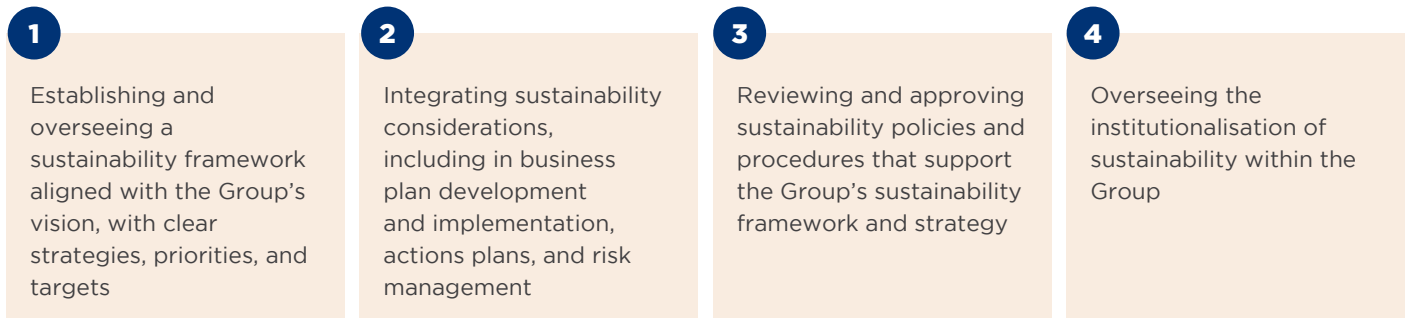 1
Establishing and
overseeing a
sustainability framework
aligned with the Group’s
vision, with clear
strategies, priorities, and
targets
2
Integrating sustainability
considerations,
including in business
plan development
and implementation,
actions plans, and risk
management
3
Reviewing and approving
sustainability policies and
procedures that support
the Group’s sustainability
framework and strategy
4
Overseeing the
institutionalisation of
sustainability within the
Group